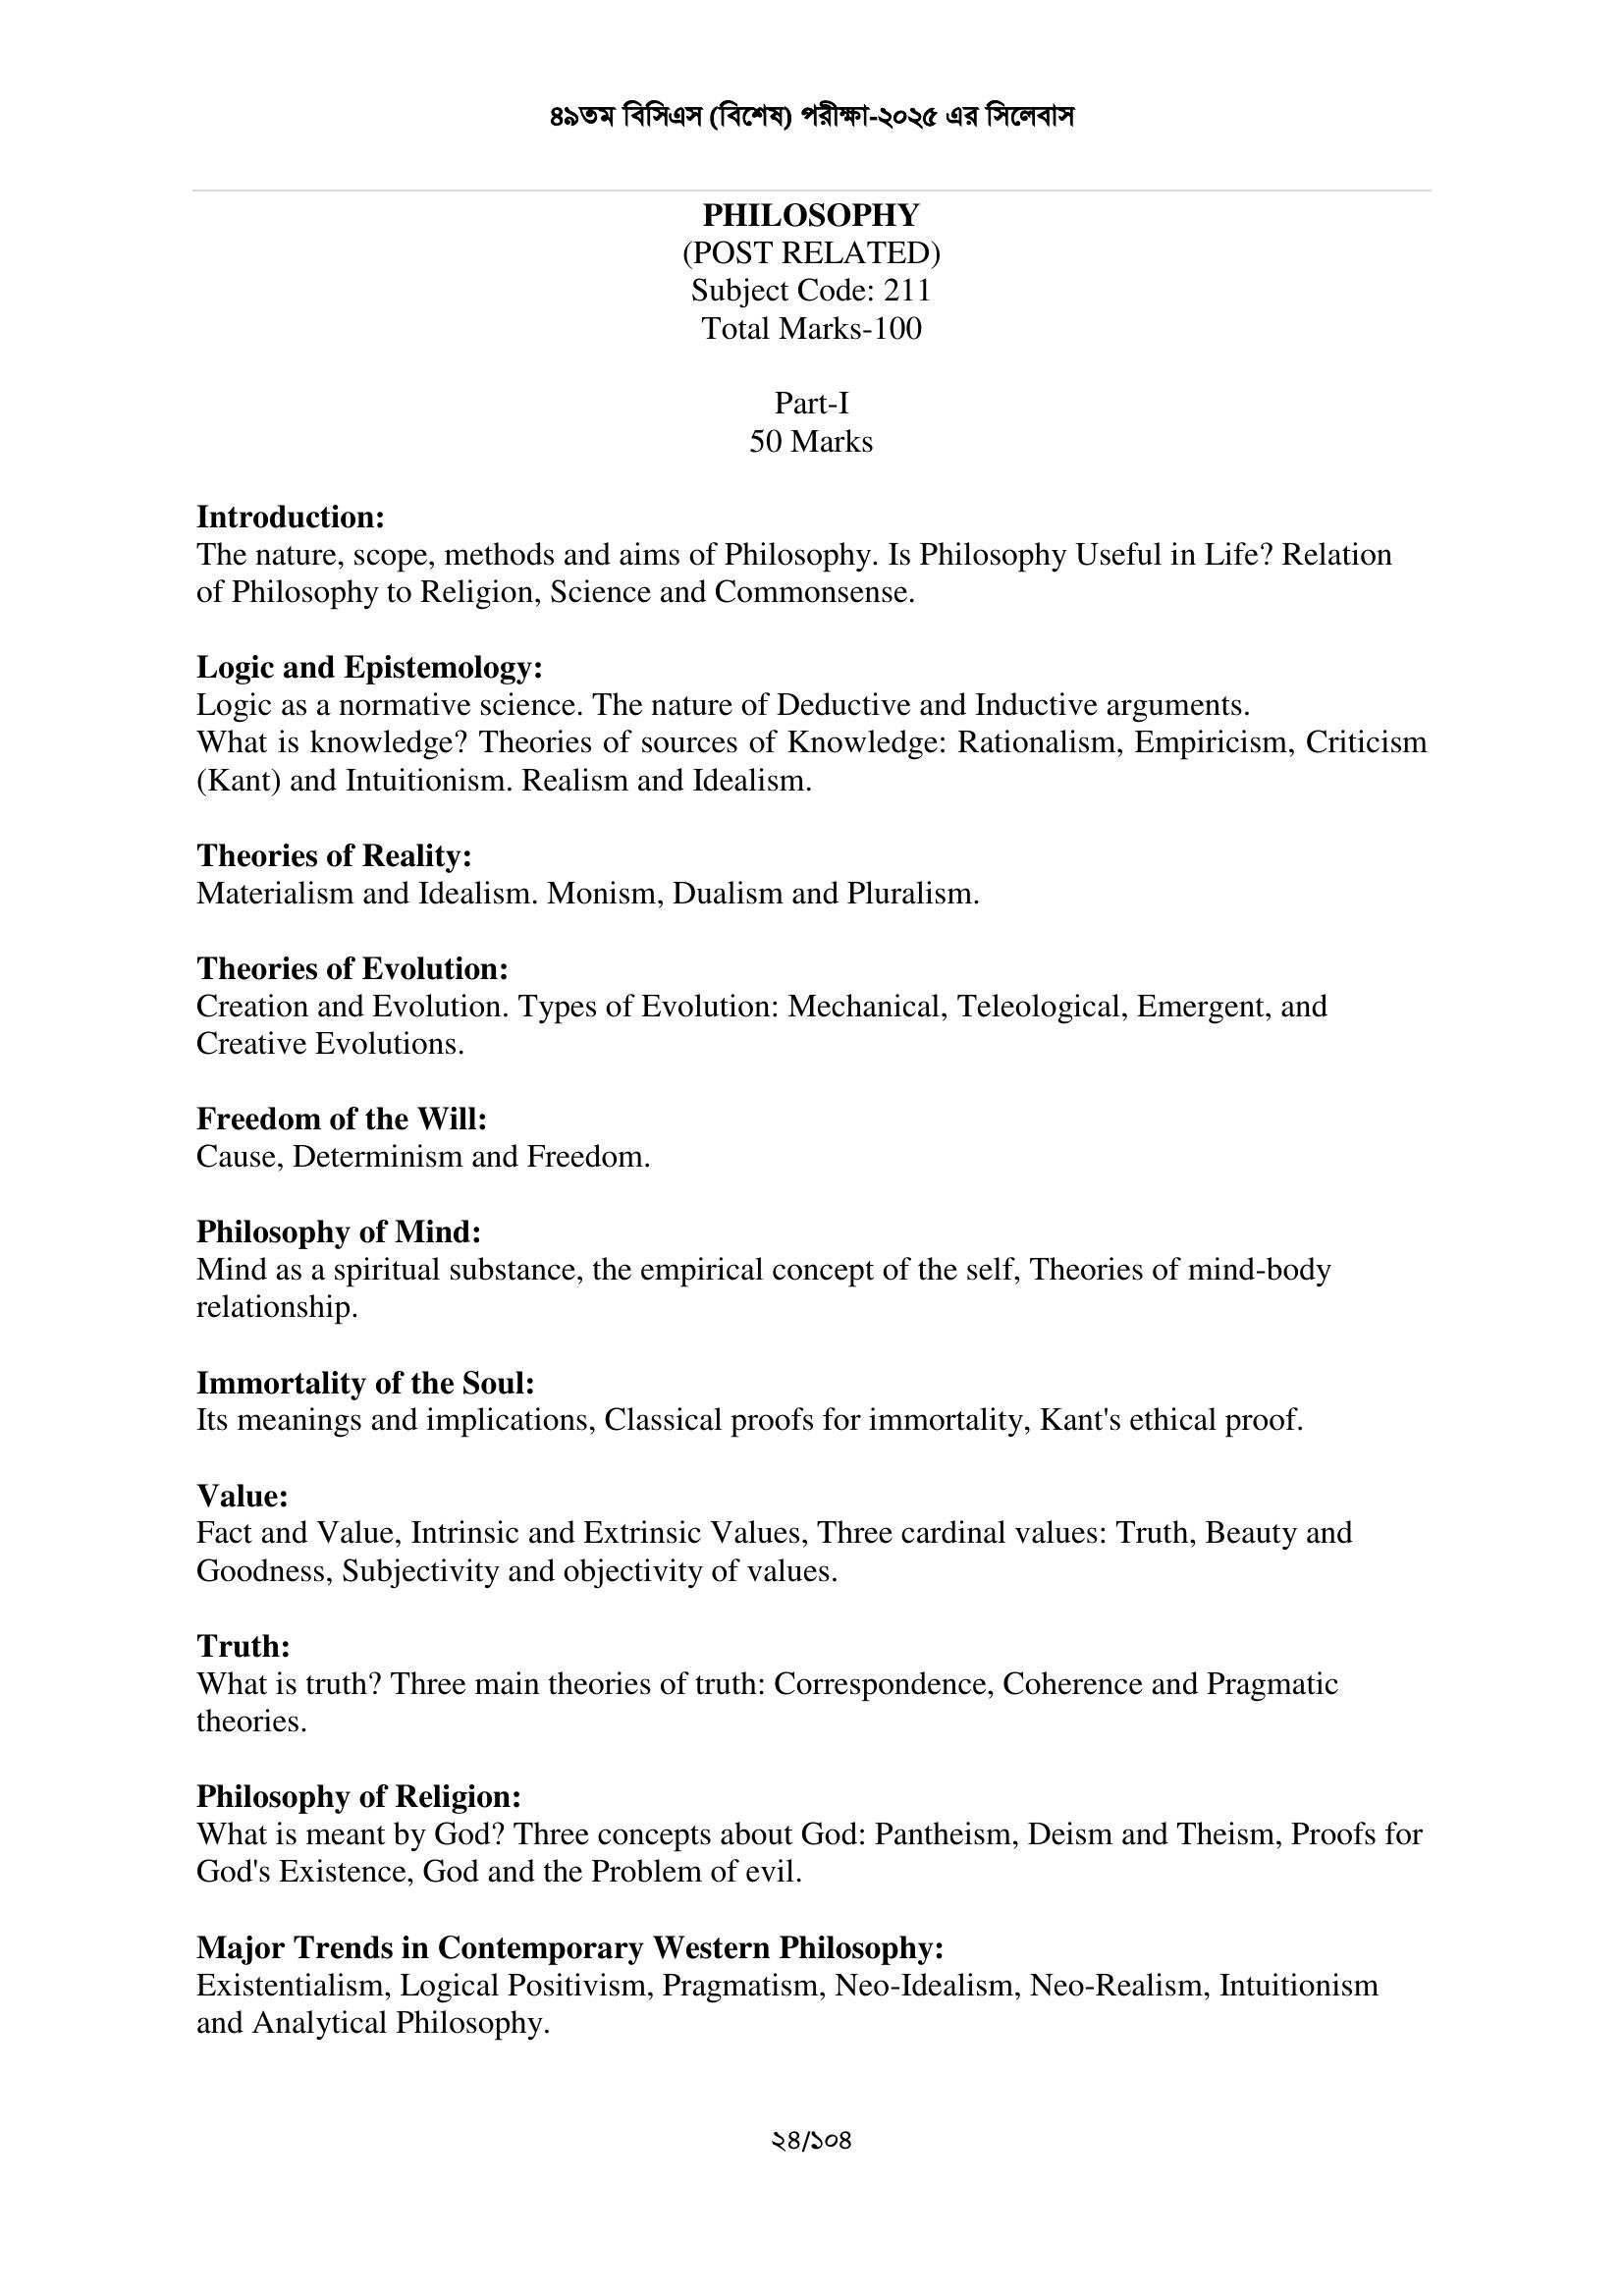 ৪৯তম বিসিএস (বিশেষ) পরীক্ষা-২০২৫ এর সিলেবাস
PHILOSOPHY
(POST RELATED)
Subject Code: 211
Total Marks-100
Part-I
50 Marks
Introduction:
The nature, scope, methods and aims of Philosophy. Is Philosophy Useful in Life? Relation
of Philosophy to Religion, Science and Commonsense.
Logic and Epistemology:
Logic as a normative science. The nature of Deductive and Inductive arguments.
What is knowledge? Theories of sources of Knowledge: Rationalism, Empiricism, Criticism
(Kant) and Intuitionism. Realism and Idealism.
Theories of Reality:
Materialism and Idealism. Monism, Dualism and Pluralism.
Theories of Evolution:
Creation and Evolution. Types of Evolution: Mechanical, Teleological, Emergent, and
Creative Evolutions.
Freedom of the Will:
Cause, Determinism and Freedom.
Philosophy of Mind:
Mind as a spiritual substance, the empirical concept of the self, Theories of mind-body
relationship.
Immortality of the Soul:
Its meanings and implications, Classical proofs for immortality, Kant's ethical proof.
Value:
Fact and Value, Intrinsic and Extrinsic Values, Three cardinal values: Truth, Beauty and
Goodness, Subjectivity and objectivity of values.
Truth:
What is truth? Three main theories of truth: Correspondence, Coherence and Pragmatic
theories.
Philosophy of Religion:
What is meant by God? Three concepts about God: Pantheism, Deism and Theism, Proofs for
God's Existence, God and the Problem of evil.
Major Trends in Contemporary Western Philosophy:
Existentialism, Logical Positivism, Pragmatism, Neo-Idealism, Neo-Realism, Intuitionism
and Analytical Philosophy.
২৪/১০৪